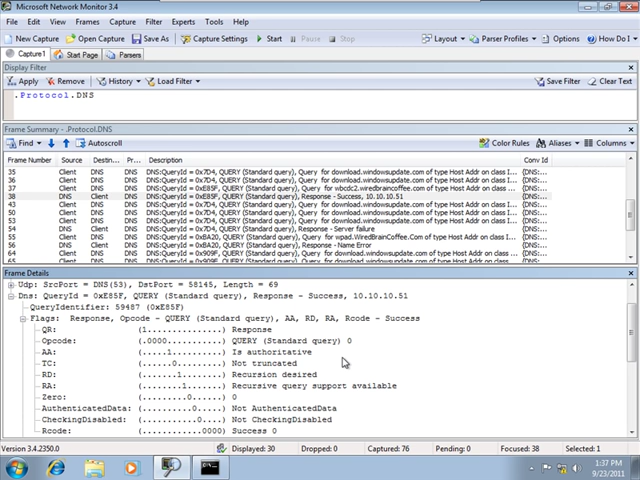 Microsoft Network Monitor 3.4
File Edit View Frames Capture Filter Experts Tools Help
New Capture Open Capture Save As Capture Settings Start Pause Stop Layout Parser Profiles Options How Do I
Capture1 Start Page Parsers
Display Filter
Apply Remove History Load Filter Save Filter Clear Text
.Protocol.DNS
Frame Summary - .Protocol.DNS
Find Autoscroll Color Rules Aliases Columns
Frame Number Source Destin... Pr... Description Conv Id
35 Client DNS DNS DNS:QueryId = 0x7D4, QUERY (Standard query), Query for download.windowsupdate.com of type Host Addr on class I... {DNS:...
36 Client DNS DNS DNS:QueryId = 0x7D4, QUERY (Standard query), Query for download.windowsupdate.com of type Host Addr on class I... {DNS:...
37 Client DNS DNS DNS:QueryId = 0xE85F, QUERY (Standard query), Query for wbcdc2.wiredbraincoffee.com of type Host Addr on class... {DNS:...
38 DNS Client DNS DNS:QueryId = 0xE85F, QUERY (Standard query), Response - Success, 10.10.10.51 {DNS:...
43 Client DNS DNS DNS:QueryId = 0x7D4, QUERY (Standard query), Query for download.windowsupdate.com of type Host Addr on class I... {DNS:...
50 Client DNS DNS DNS:QueryId = 0x7D4, QUERY (Standard query), Query for download.windowsupdate.com of type Host Addr on class I... {DNS:...
54 DNS Client DNS DNS:QueryId = 0x7D4, QUERY (Standard query), Response - Server failure {DNS:...
55 Client DNS DNS DNS:QueryId = 0xBA20, QUERY (Standard query), Query for wpad.WiredBrainCoffee.Com of type Host Addr on class I... {DNS:...
56 DNS Client DNS DNS:QueryId = 0xBA20, QUERY (Standard query), Response - Name Error {DNS:...
64 Client DNS DNS DNS:QueryId = 0x909F, QUERY (Standard query), Query for download.windowsupdate.com of type Host Addr on class I... {DNS:...
Frame Details
Udp: SrcPort = DNS(53), DstPort = 58145, Length = 69
Dns: QueryId = 0xE85F, QUERY (Standard query), Response - Success, 10.10.10.51
QueryIdentifier: 59487 (0xE85F)
Flags: Response, Opcode - QUERY (Standard query), AA, RD, RA, Rcode - Success
QR: (1...............) Response
Opcode: (.0000...........) QUERY (Standard query) 0
AA: (.....1..........) Is authoritative
TC: (......0.........) Not truncated
RD: (.......1........) Recursion desired
RA: (........1.......) Recursive query support available
Zero: (.........0......) 0
AuthenticatedData: (..........0.....) Not AuthenticatedData
CheckingDisabled: (...........0....) Not CheckingDisabled
Rcode: (............0000) Success 0
Version 3.4.2350.0 Displayed: 30 Dropped: 0 Captured: 76 Pending: 0 Focused: 38 Selected: 1
1:37 PM
9/23/2011